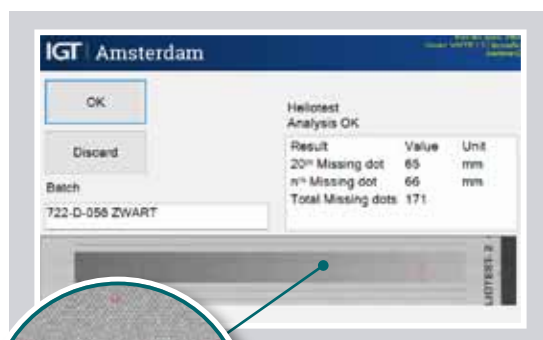 IGT Amsterdam
OK
Discard
Batch
722-D-056 ZWART
Heliotest
Analysis OK
Result Value Unit
20th Missing dot 65 mm
nth Missing dot 66 mm
Total Missing dots 171